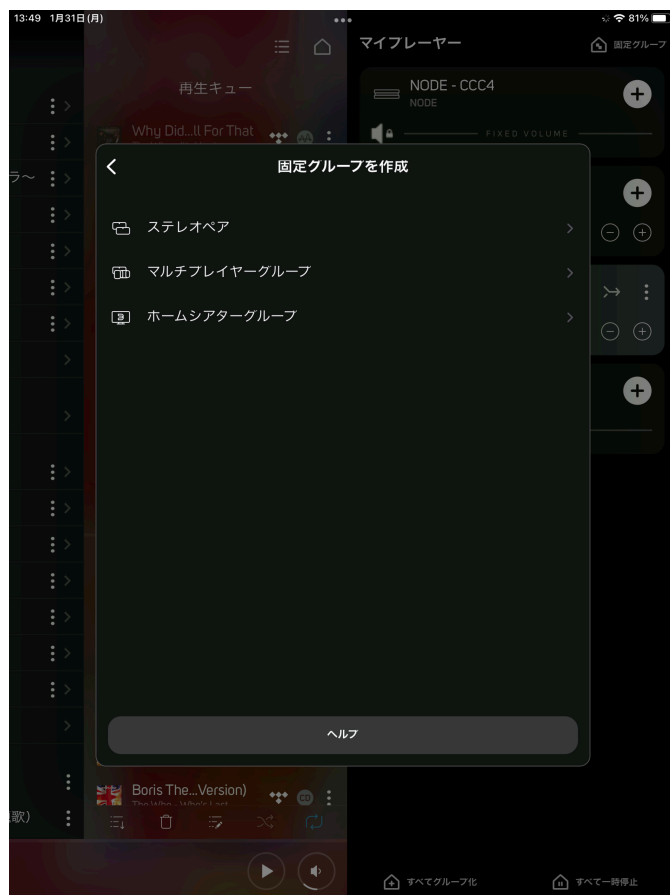 13:49 1月31日(月)
81%
マイプレーヤー
固定グループ
再生キュー
NODE - CCC4
NODE
Why Did...ll For That
FIXED VOLUME
ラ〜
固定グループを作成
ステレオペア
マルチプレイヤーグループ
ホームシアターグループ
ヘルプ
Boris The...Version)
The Who - Who's Last
CD
歌)
すべてグループ化
すべて一時停止